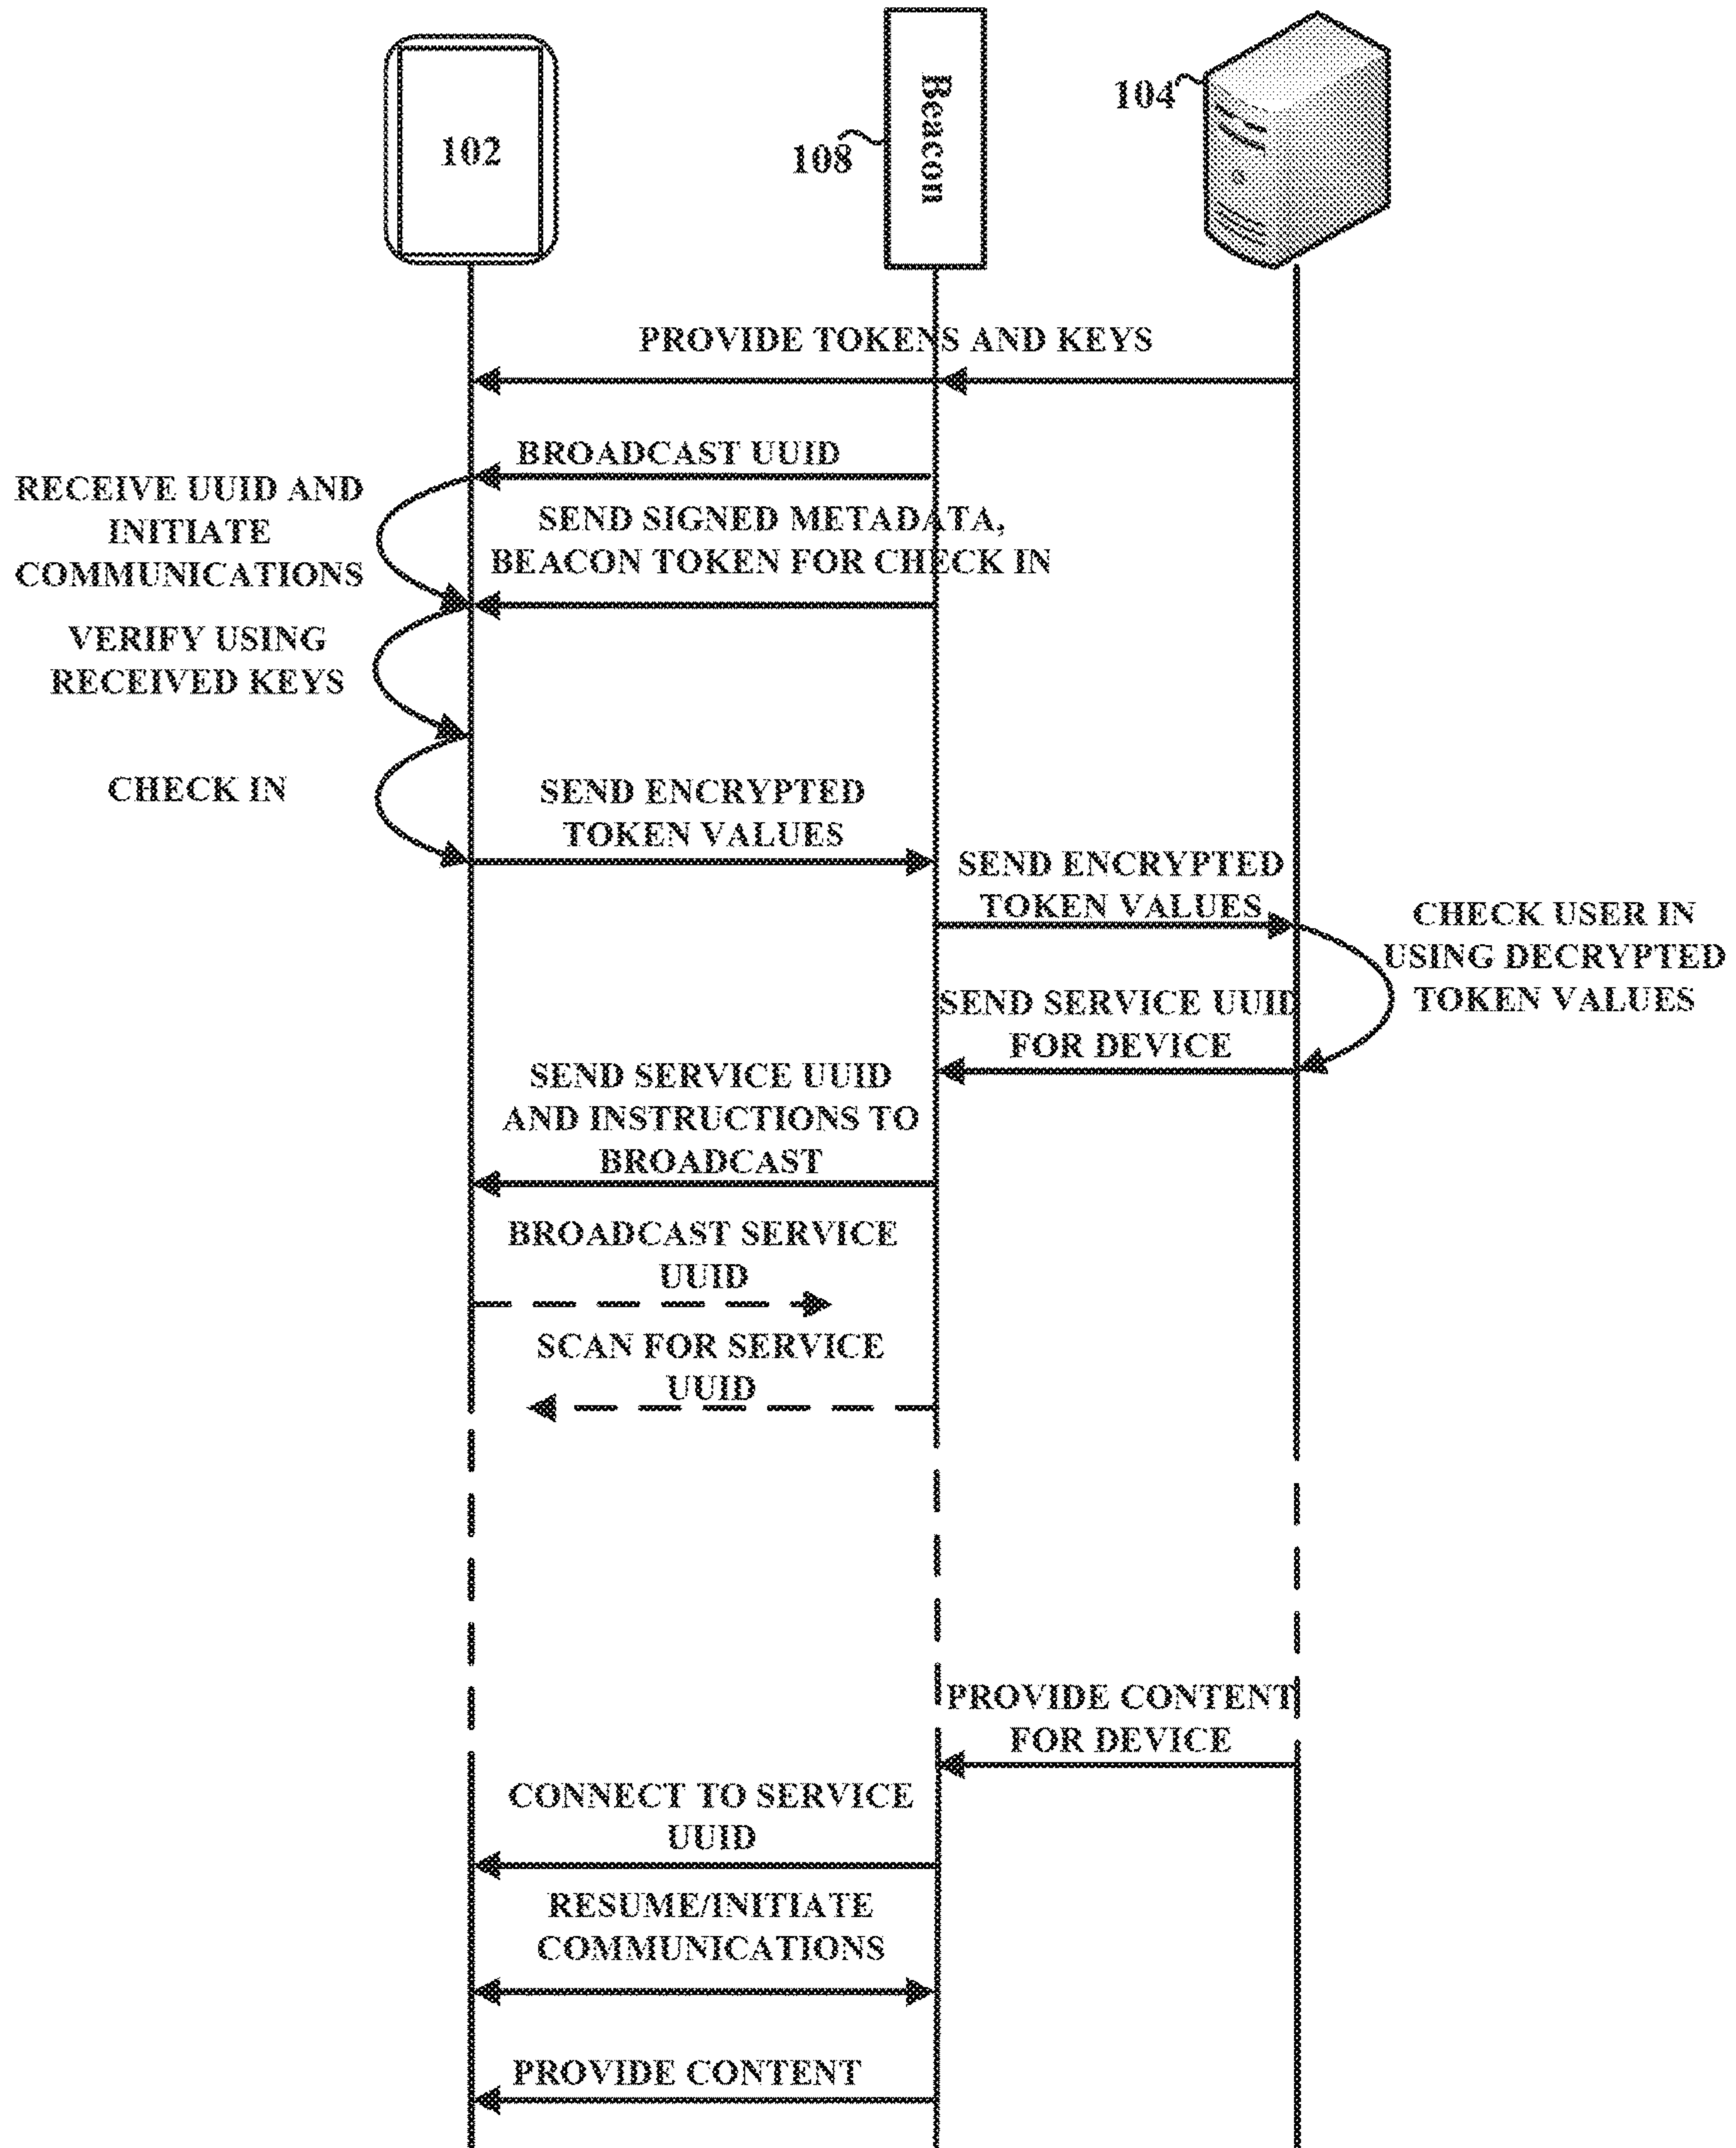 102
108
Beacon
104
PROVIDE TOKENS AND KEYS
BROADCAST UUID
RECEIVE UUID AND
INITIATE
COMMUNICATIONS
SEND SIGNED METADATA,
BEACON TOKEN FOR CHECK IN
VERIFY USING
RECEIVED KEYS
CHECK IN
SEND ENCRYPTED
TOKEN VALUES
SEND ENCRYPTED
TOKEN VALUES
CHECK USER IN
USING DECRYPTED
TOKEN VALUES
SEND SERVICE UUID
FOR DEVICE
SEND SERVICE UUID
AND INSTRUCTIONS TO
BROADCAST
BROADCAST SERVICE
UUID
SCAN FOR SERVICE
UUID
PROVIDE CONTENT
FOR DEVICE
CONNECT TO SERVICE
UUID
RESUME/INITIATE
COMMUNICATIONS
PROVIDE CONTENT